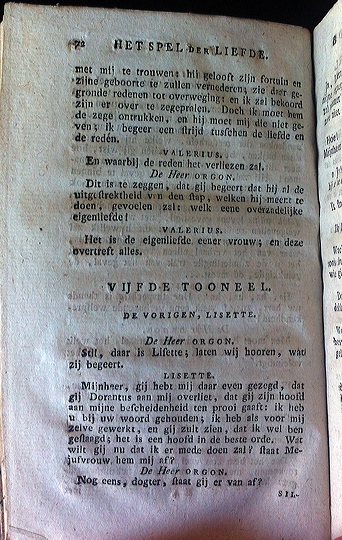 72 HET SPEL DER LIEFDE.
met mij te trouwen: hij gelooft zijn fortuin en
zijne geboorte te zullen vernederen; zie daar ge-
gronde redenen tot overweging: en ik zal bekoord
zijn er over te zegepralen. Doch ik moet hem
de zege ontrukken, en hij moet mij die niet ge-
ven; ik begeer een strijd tusschen de liefde en
de reden.
VALERIUS.
En waarbij de reden het verliezen zal.
De Heer ORGON.
Dit is te zeggen, dat gij begeert dat hij al de
uitgestrektheid van den stap, welken hij meent te
doen, gevoelen zal: welk eene overzadelijke
eigenliefde!
VALERIUS.
Het is de eigenliefde eener vrouw; en deze
overtreft alles.
VIJFDE TOONEEL.
DE VORIGEN, LISETTE.
De Heer ORGON.
Stil, daar is Lisette; laten wij hooren, wat
zij begeert.
LISETTE.
Mijnheer, gij hebt mij daar even gezegd, dat
gij Dorantus aan mij overliet, dat gij zijn hoofd
aan mijne bescheidenheid ten prooi gaaft: ik heb
u bij uw woord gehouden; ik heb als voor mij
zelve gewerkt, en gij zult zien, dat ik wel ben
geslaagd; het is een hoofd in de beste orde. Wat
wilt gij nu dat ik er mede doen zal? staat Me-
jufvrouw hem mij af?
De Heer ORGON.
Nog eens, dogter, staat gij er van af?
SIL-